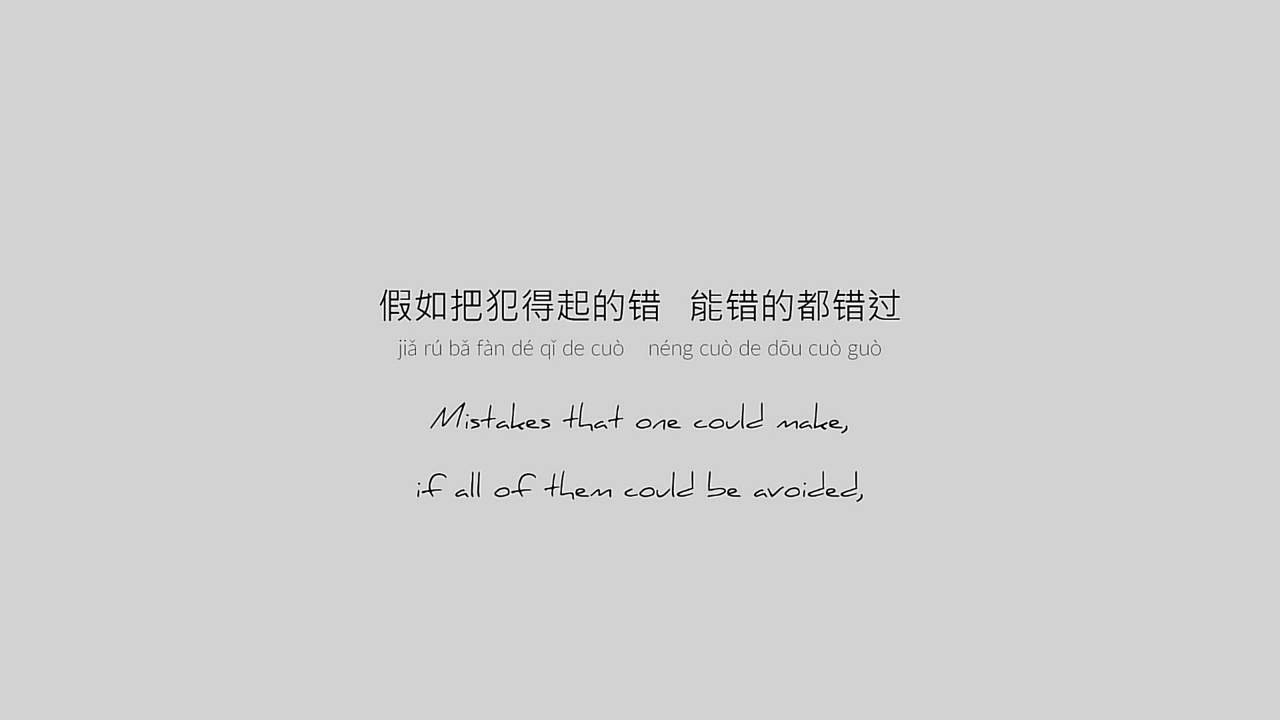 假如把犯得起的错 能错的都错过
jiǎ rú bǎ fàn dé qǐ de cuò néng cuò de dōu cuò guò
Mistakes that one could make,
if all of them could be avoided,